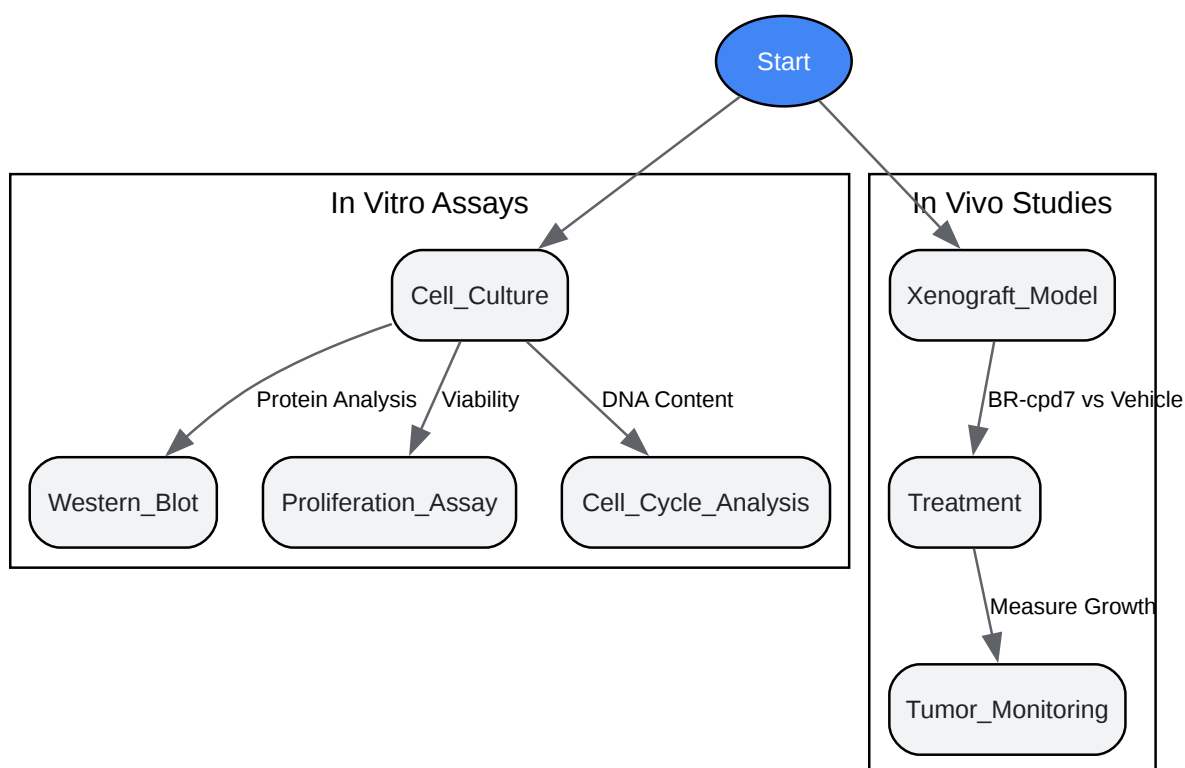 Start
In Vitro Assays
In Vivo Studies
Cell_Culture
Xenograft_Model
Protein Analysis
Viability
DNA Content
BR-cpd7 vs Vehicle
Western_Blot
Proliferation_Assay
Cell_Cycle_Analysis
Treatment
Measure Growth
Tumor_Monitoring